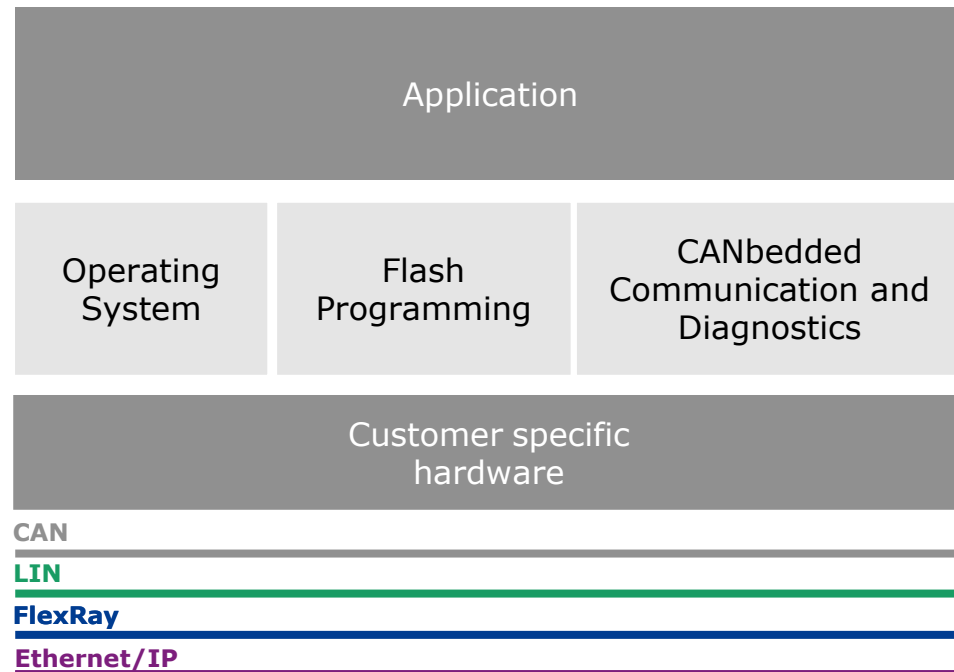 Application
Operating
System
Flash
Programming
CANbedded
Communication and
Diagnostics
Customer specific
hardware
CAN
LIN
FlexRay
Ethernet/IP